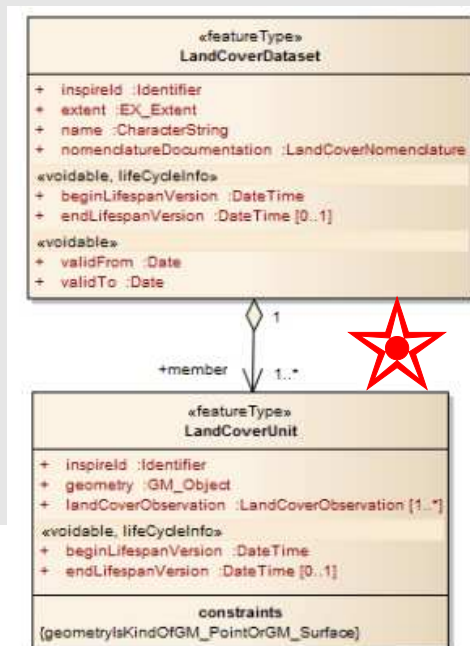 «featureType»
LandCoverDataset
+ inspireId :Identifier
+ extent :EX_Extent
+ name :CharacterString
+ nomenclatureDocumentation :LandCoverNomenclature
«voidable, lifeCycleInfo»
+ beginLifespanVersion :DateTime
+ endLifespanVersion :DateTime [0..1]
«voidable»
+ validFrom :Date
+ validTo :Date
1
+member
1..*
«featureType»
LandCoverUnit
+ inspireId :Identifier
+ geometry :GM_Object
+ landCoverObservation :LandCoverObservation [1..*]
«voidable, lifeCycleInfo»
+ beginLifespanVersion :DateTime
+ endLifespanVersion :DateTime [0..1]
constraints
{geometryIsKindOfGM_PointOrGM_Surface}